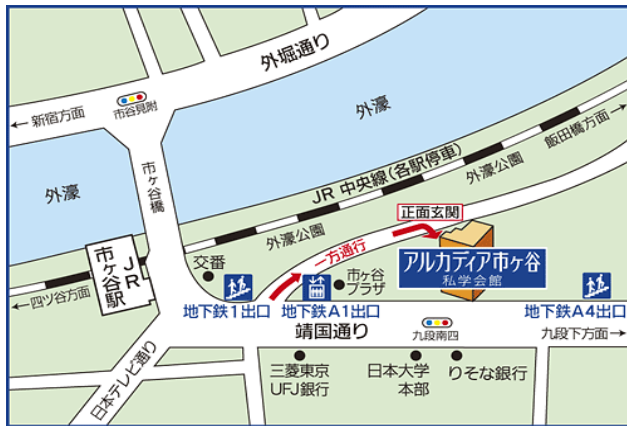 外堀通り
市谷見附
←新宿方面
外濠
飯田橋方面→
市ヶ谷橋
JR 中央線(各駅停車)
外濠公園
外濠
正面玄関
外濠公園
一方通行
アルカディア市ヶ谷
私学会館
JR
市ヶ谷駅
交番
市ヶ谷
プラザ
←四ツ谷方面
地下鉄1出口
地下鉄A1出口
地下鉄A4出口
靖国通り
九段南四
九段下方面→
日本テレビ通り
三菱東京
UFJ銀行
日本大学
本部
りそな銀行